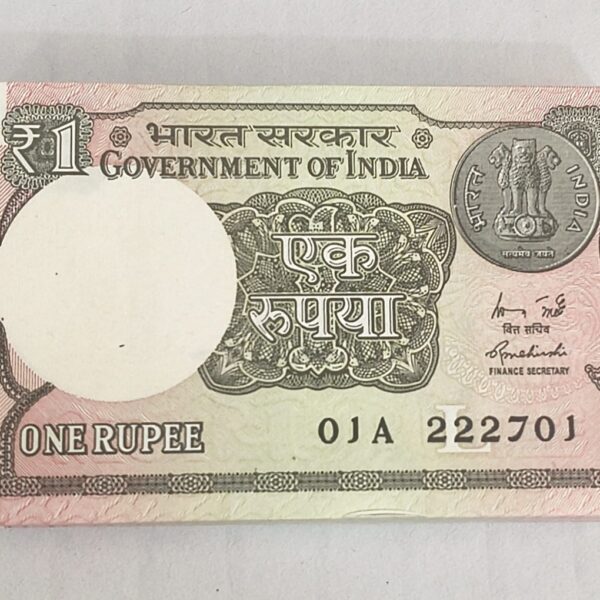 ₹1
भारत सरकार
GOVERNMENT OF INDIA
भारत
INDIA
सत्यमेव जयते
एक
रुपया
वित्त सचिव
FINANCE SECRETARY
ONE RUPEE
01A 222701
L